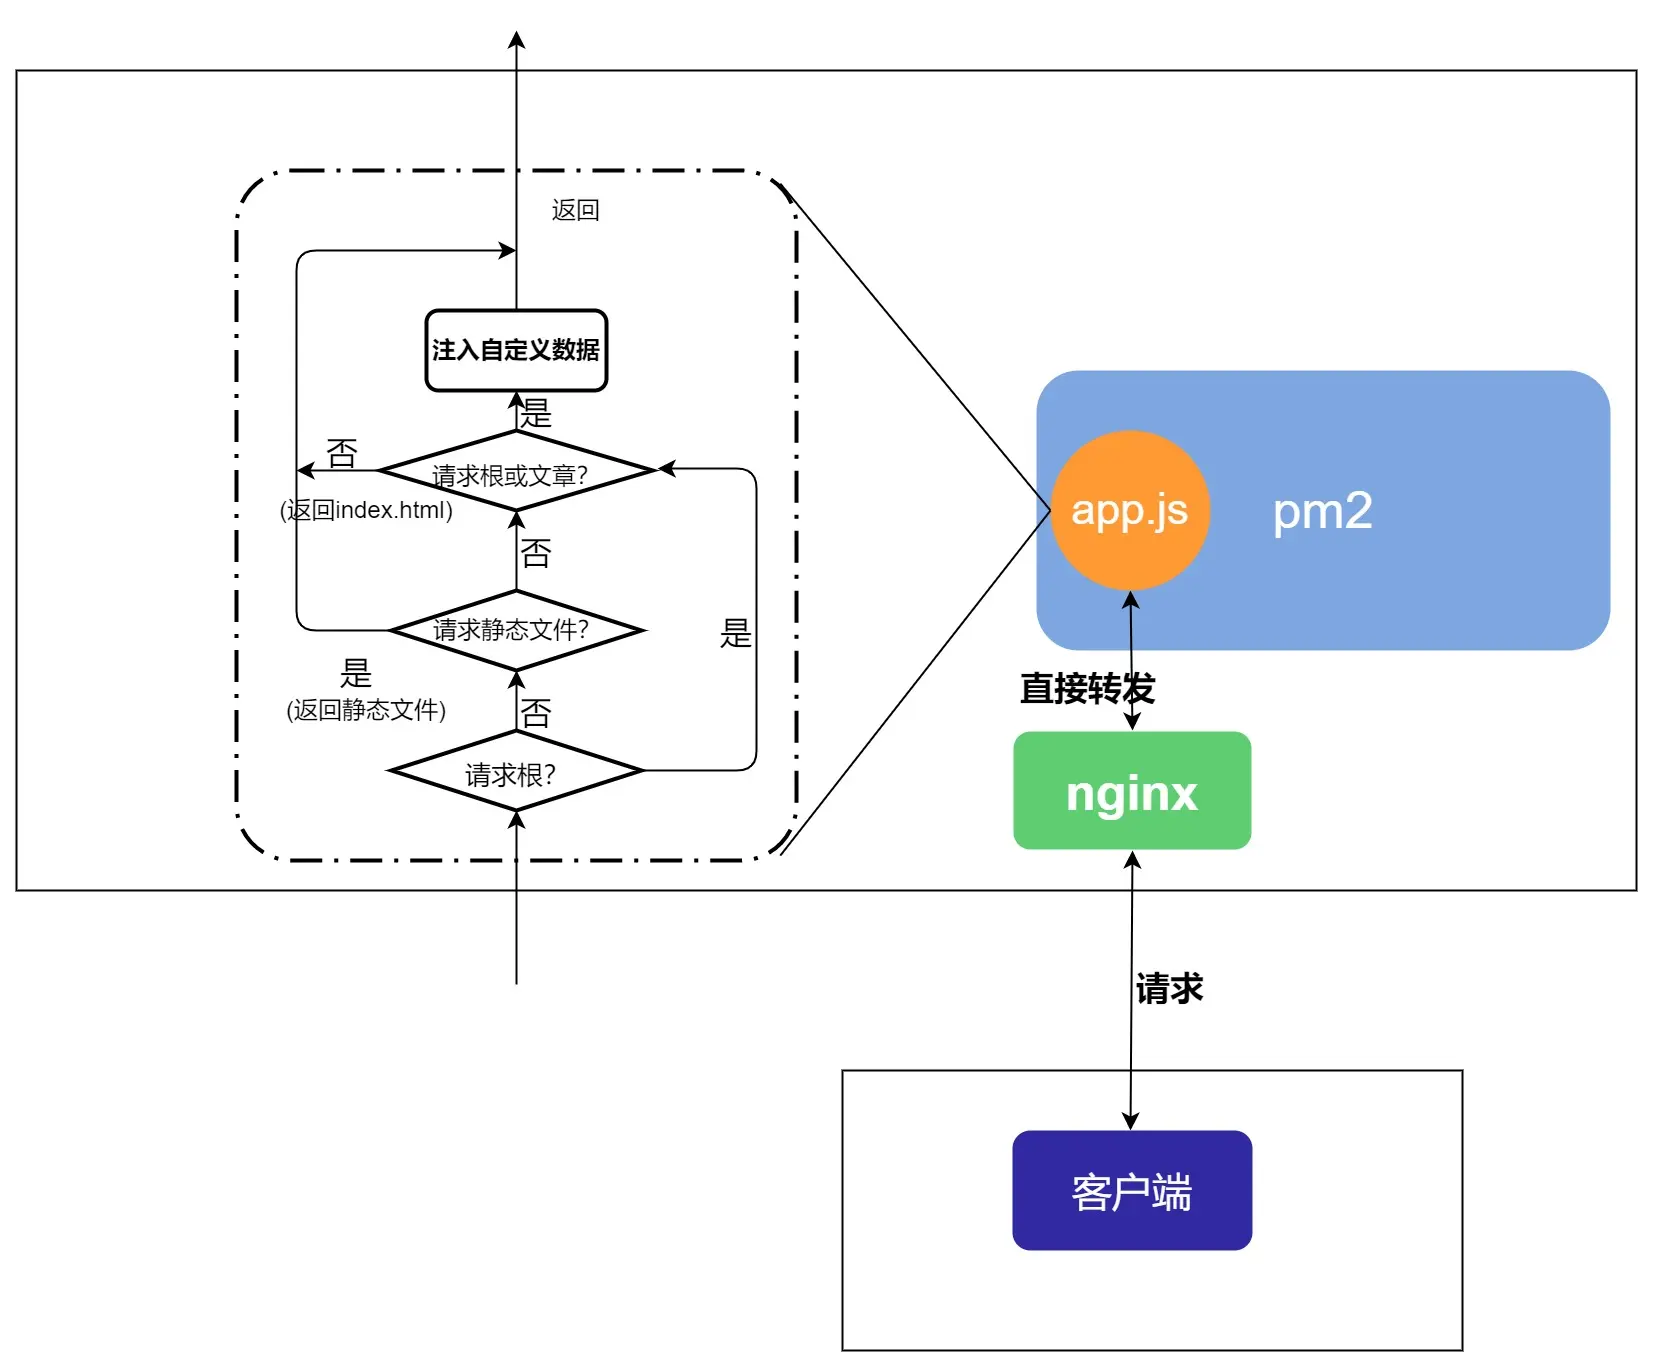 返回
注入自定义数据
是
否
请求根或文章?
(返回index.html)
否
请求静态文件?
是
是
(返回静态文件)
否
请求根?
app.js
pm2
直接转发
nginx
请求
客户端